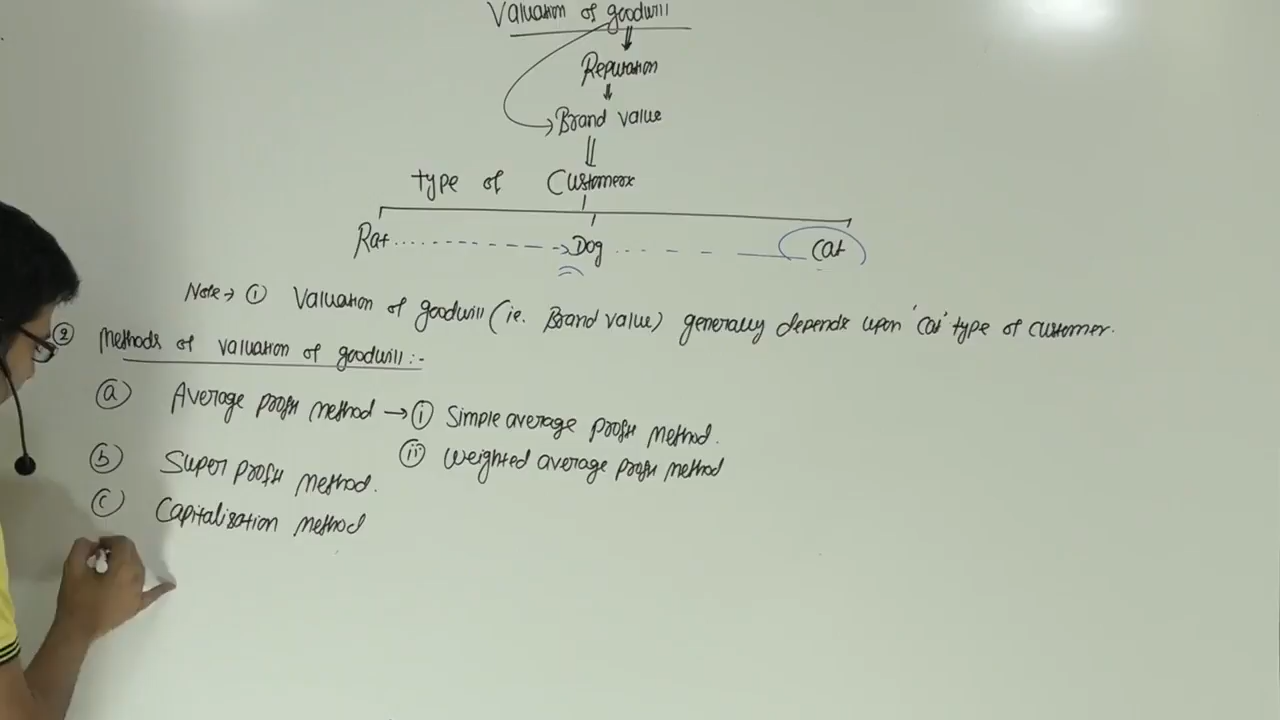 Valuation of goodwill
Reputation
Brand value
Type of Customers
Rat Dog Cat
Note → ① Valuation of goodwill (ie. Brand value) generally depends upon 'Cat' type of customer.
② Methods of valuation of goodwill :-
ⓐ Average profit method → ⓘ Simple average profit method.
ⓑ Super profit method. ⓘⓘ Weighted average profit method
ⓒ Capitalisation method